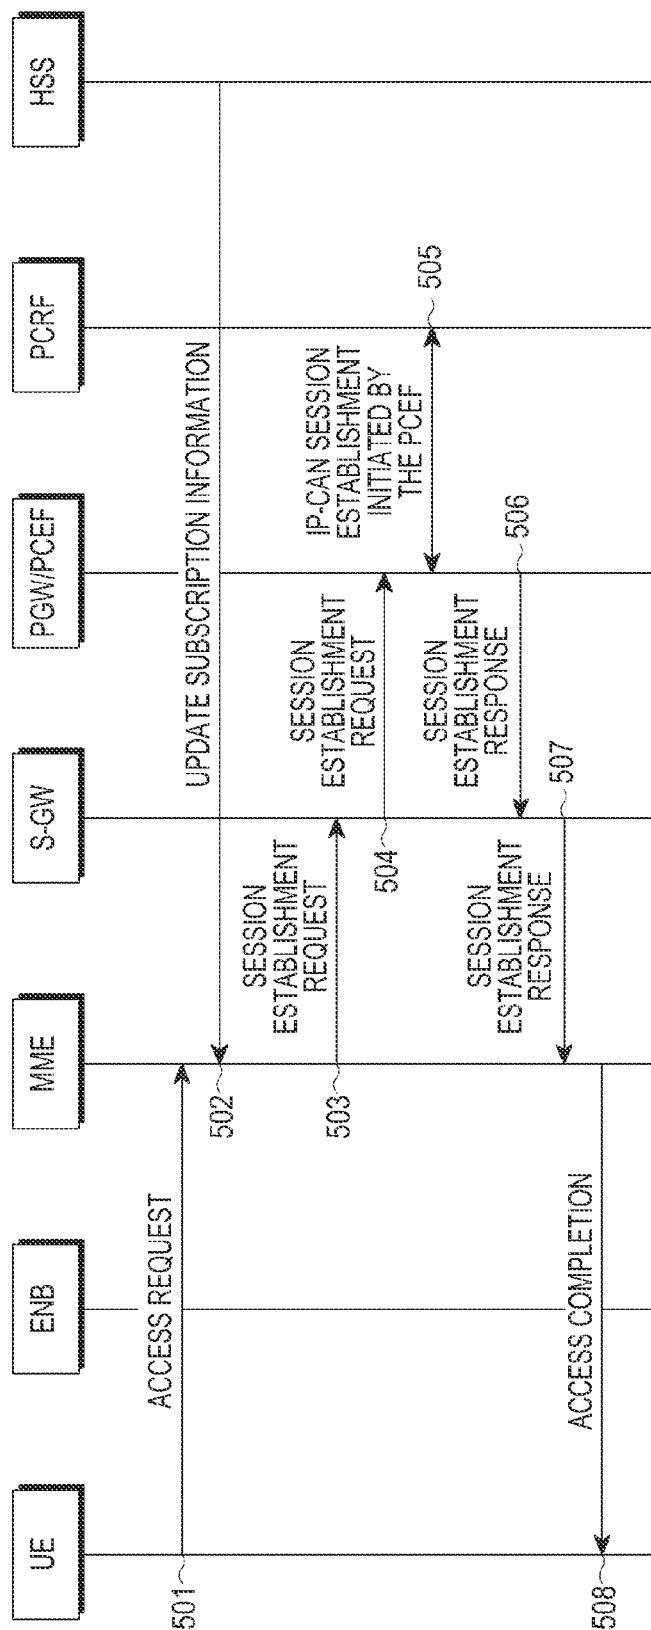 UE
ENB
MME
S-GW
PGW/PCEF
PCRF
HSS
ACCESS REQUEST
501
UPDATE SUBSCRIPTION INFORMATION
502
SESSION
ESTABLISHMENT
REQUEST
503
SESSION
ESTABLISHMENT
REQUEST
504
IP-CAN SESSION
ESTABLISHMENT
INITIATED BY
THE PCEF
505
SESSION
ESTABLISHMENT
RESPONSE
506
SESSION
ESTABLISHMENT
RESPONSE
507
ACCESS COMPLETION
508